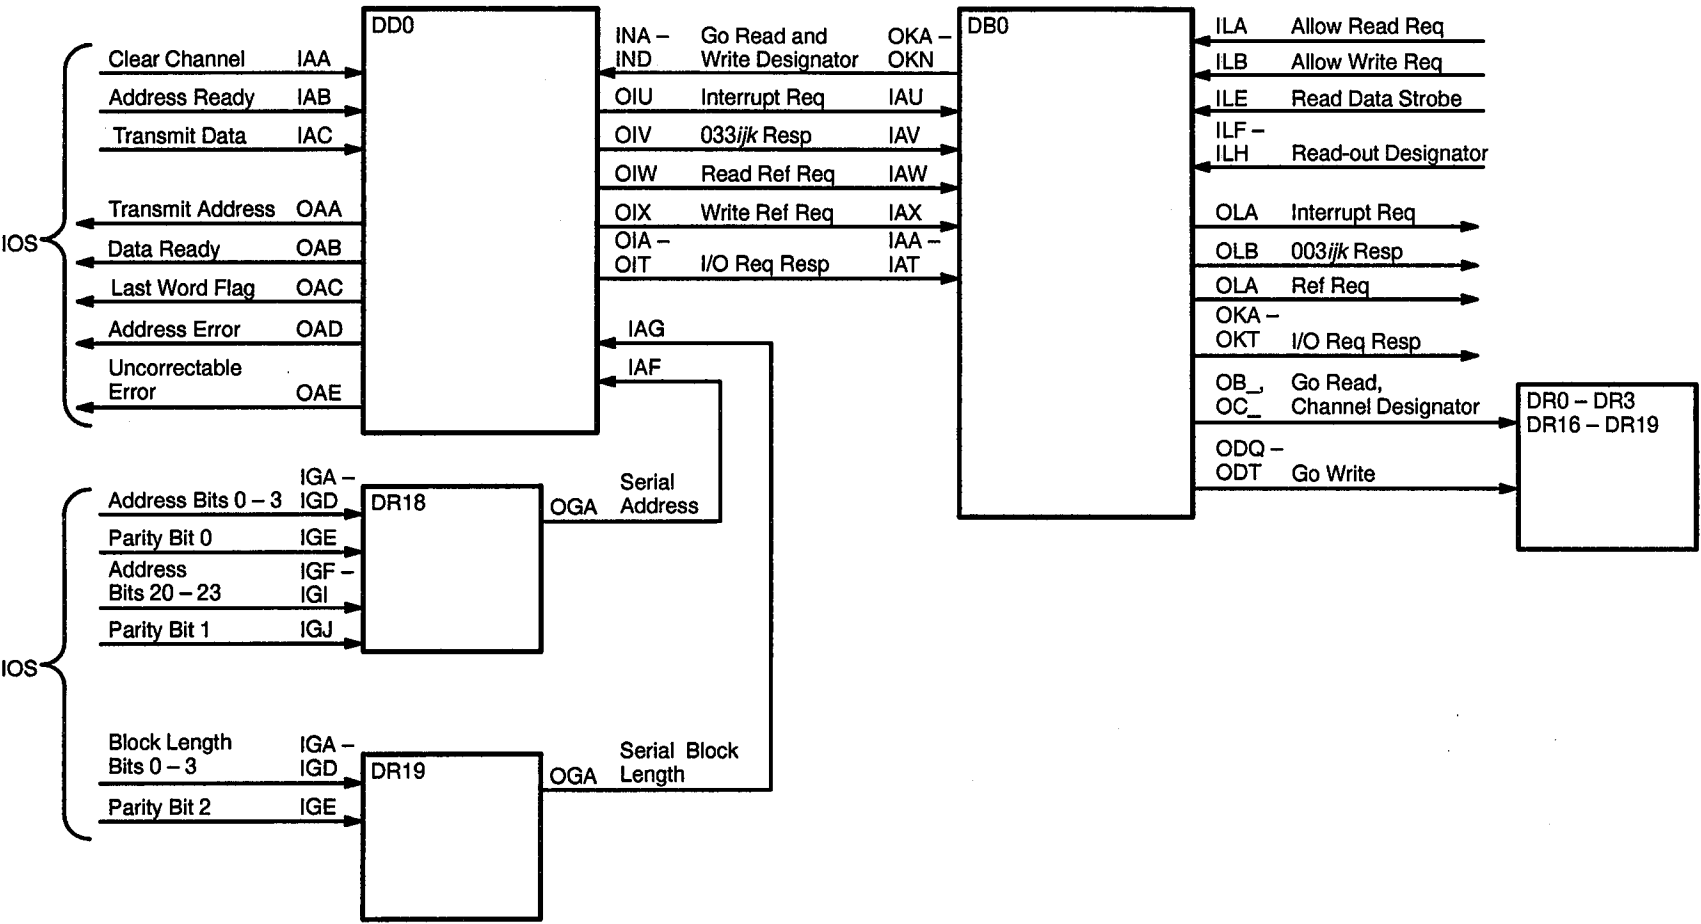 DD0
IOS
Clear Channel IAA
Address Ready IAB
Transmit Data IAC
Transmit Address OAA
Data Ready OAB
Last Word Flag OAC
Address Error OAD
Uncorrectable
Error OAE
INA – Go Read and OKA –
IND Write Designator OKN
OIU Interrupt Req IAU
OIV 033ijk Resp IAV
OIW Read Ref Req IAW
OIX Write Ref Req IAX
OIA – IAA –
OIT I/O Req Resp IAT
IAG
IAF
DB0
ILA Allow Read Req
ILB Allow Write Req
ILE Read Data Strobe
ILF –
ILH Read-out Designator
OLA Interrupt Req
OLB 003ijk Resp
OLA Ref Req
OKA –
OKT I/O Req Resp
OB_, Go Read,
OC_ Channel Designator
ODQ –
ODT Go Write
DR0 – DR3
DR16 – DR19
IOS
IGA –
Address Bits 0 – 3 IGD
Parity Bit 0 IGE
Address IGF –
Bits 20 – 23 IGI
Parity Bit 1 IGJ
DR18
Serial
OGA Address
Block Length IGA –
Bits 0 – 3 IGD
Parity Bit 2 IGE
DR19
Serial Block
OGA Length